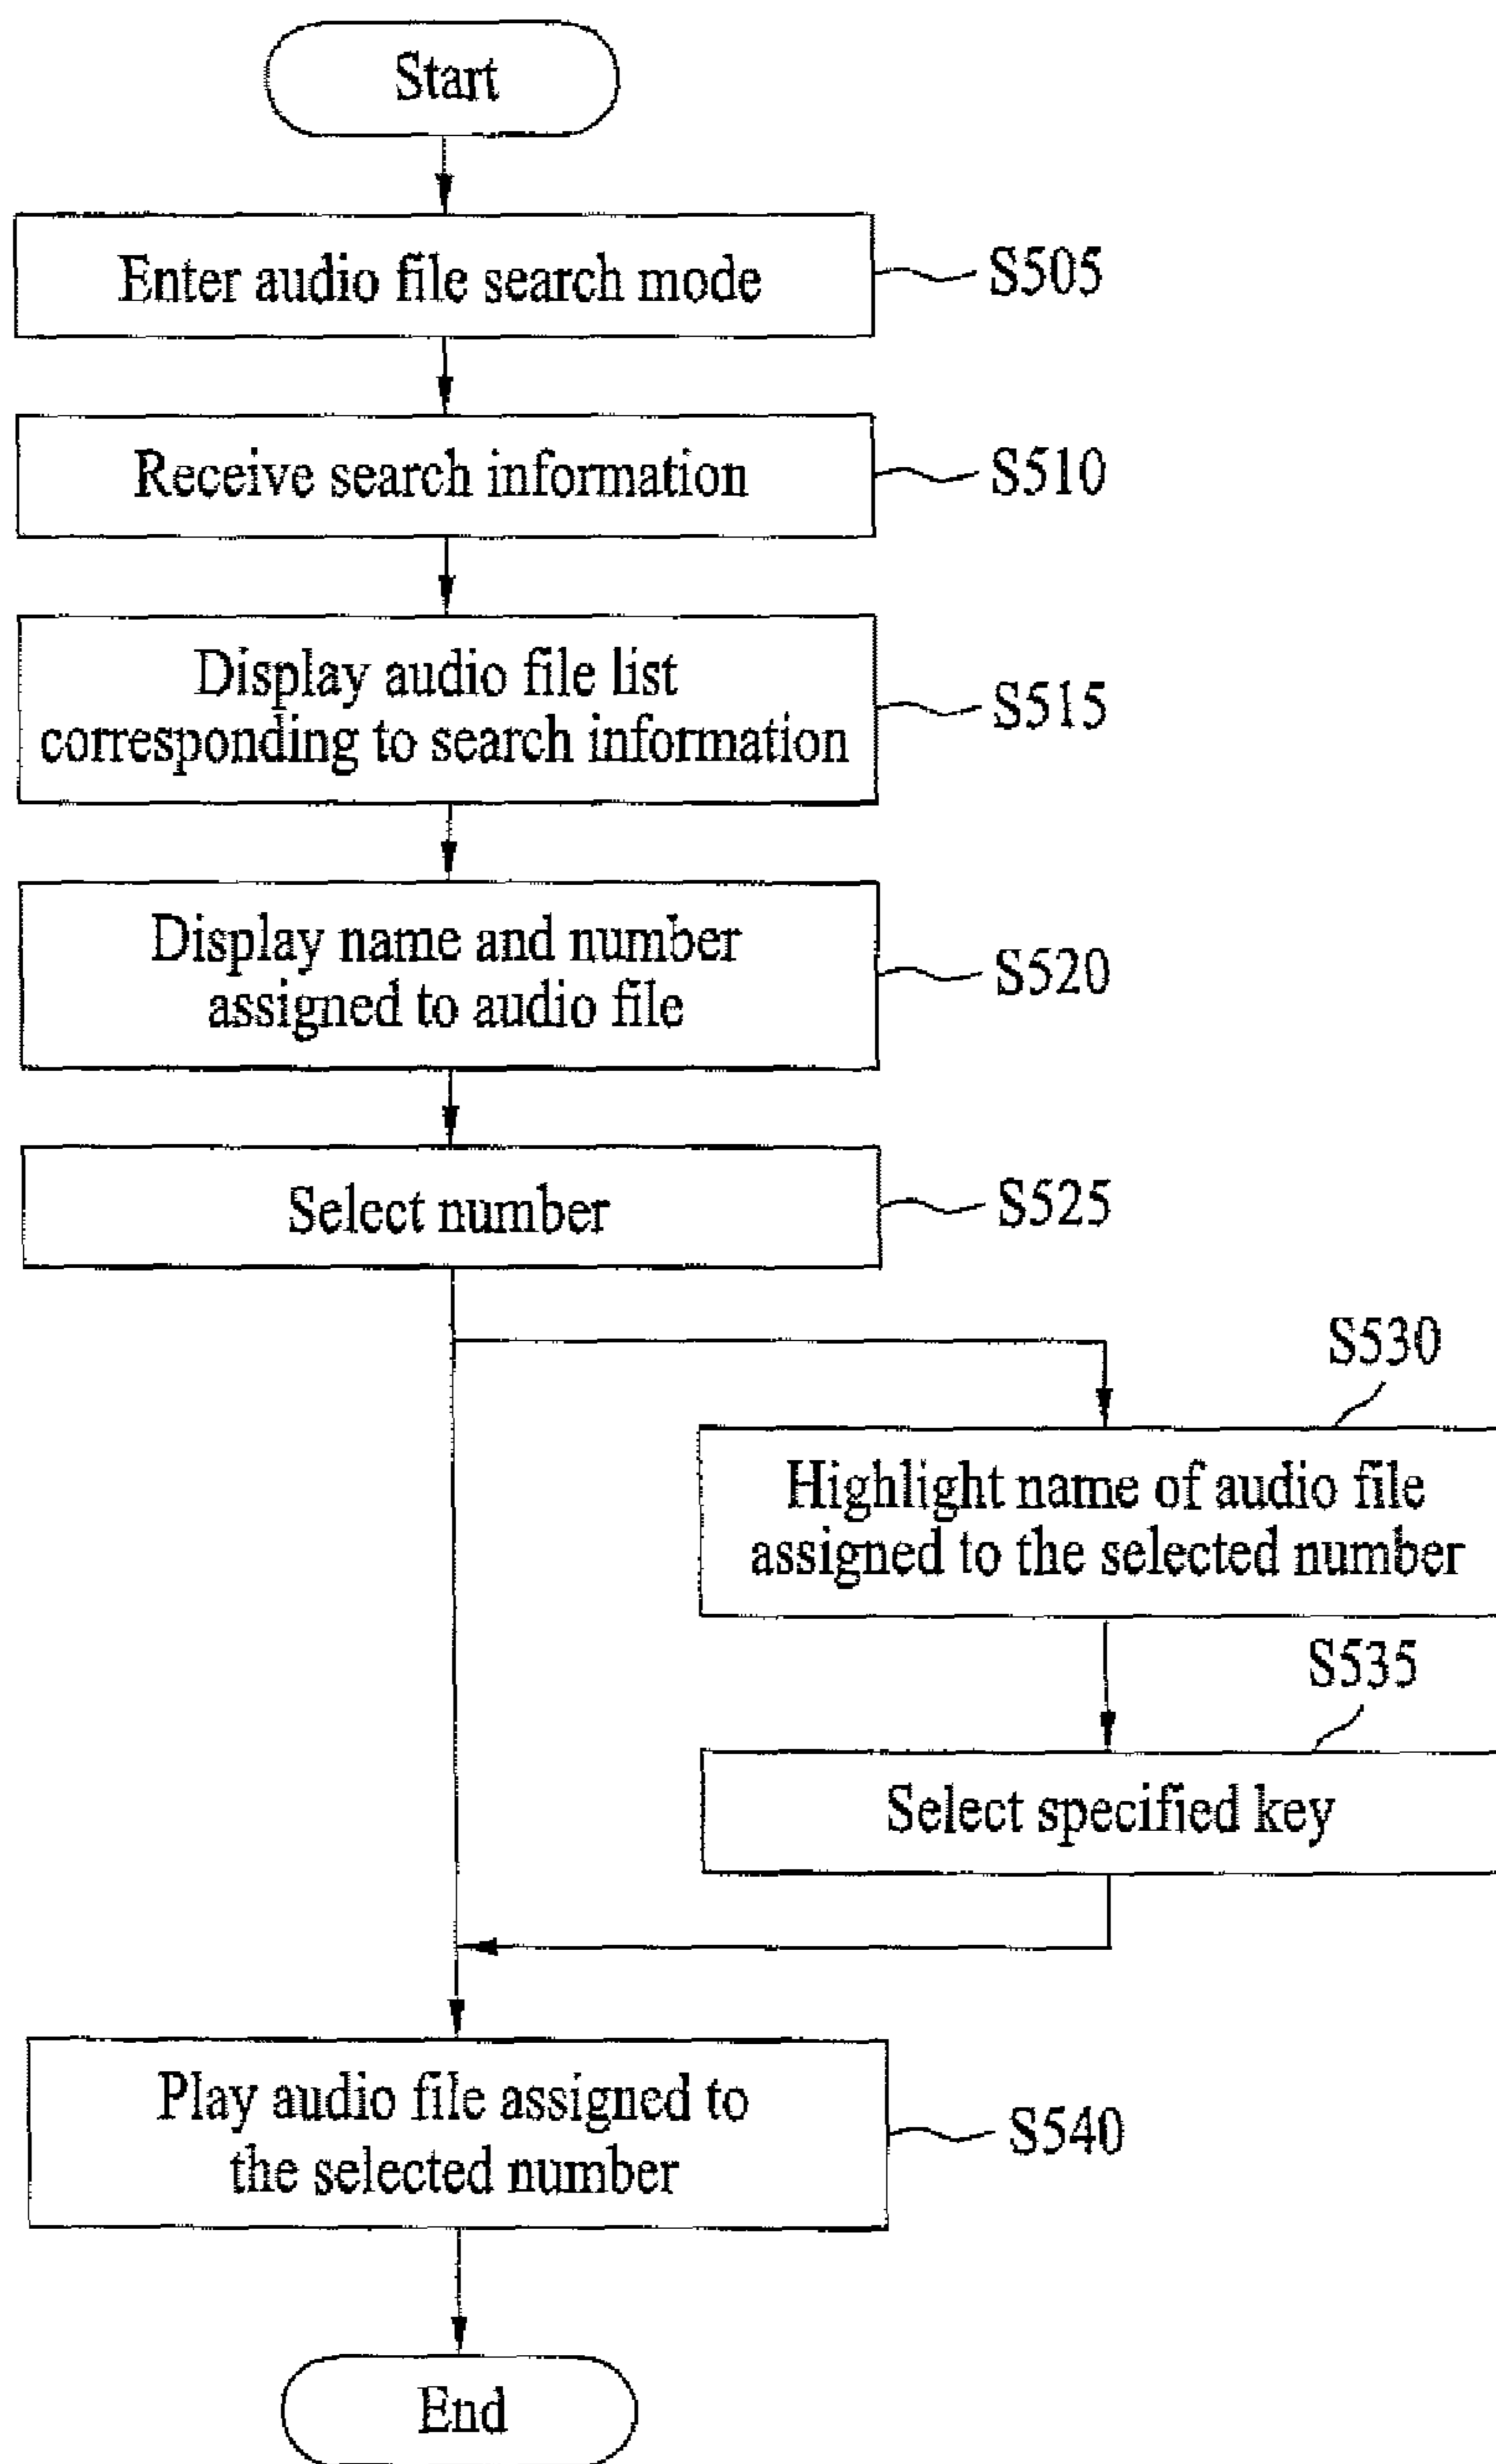 Start
Enter audio file search mode
S505
Receive search information
S510
Display audio file list
corresponding to search information
S515
Display name and number
assigned to audio file
S520
Select number
S525
S530
Highlight name of audio file
assigned to the selected number
S535
Select specified key
Play audio file assigned to
the selected number
S540
End